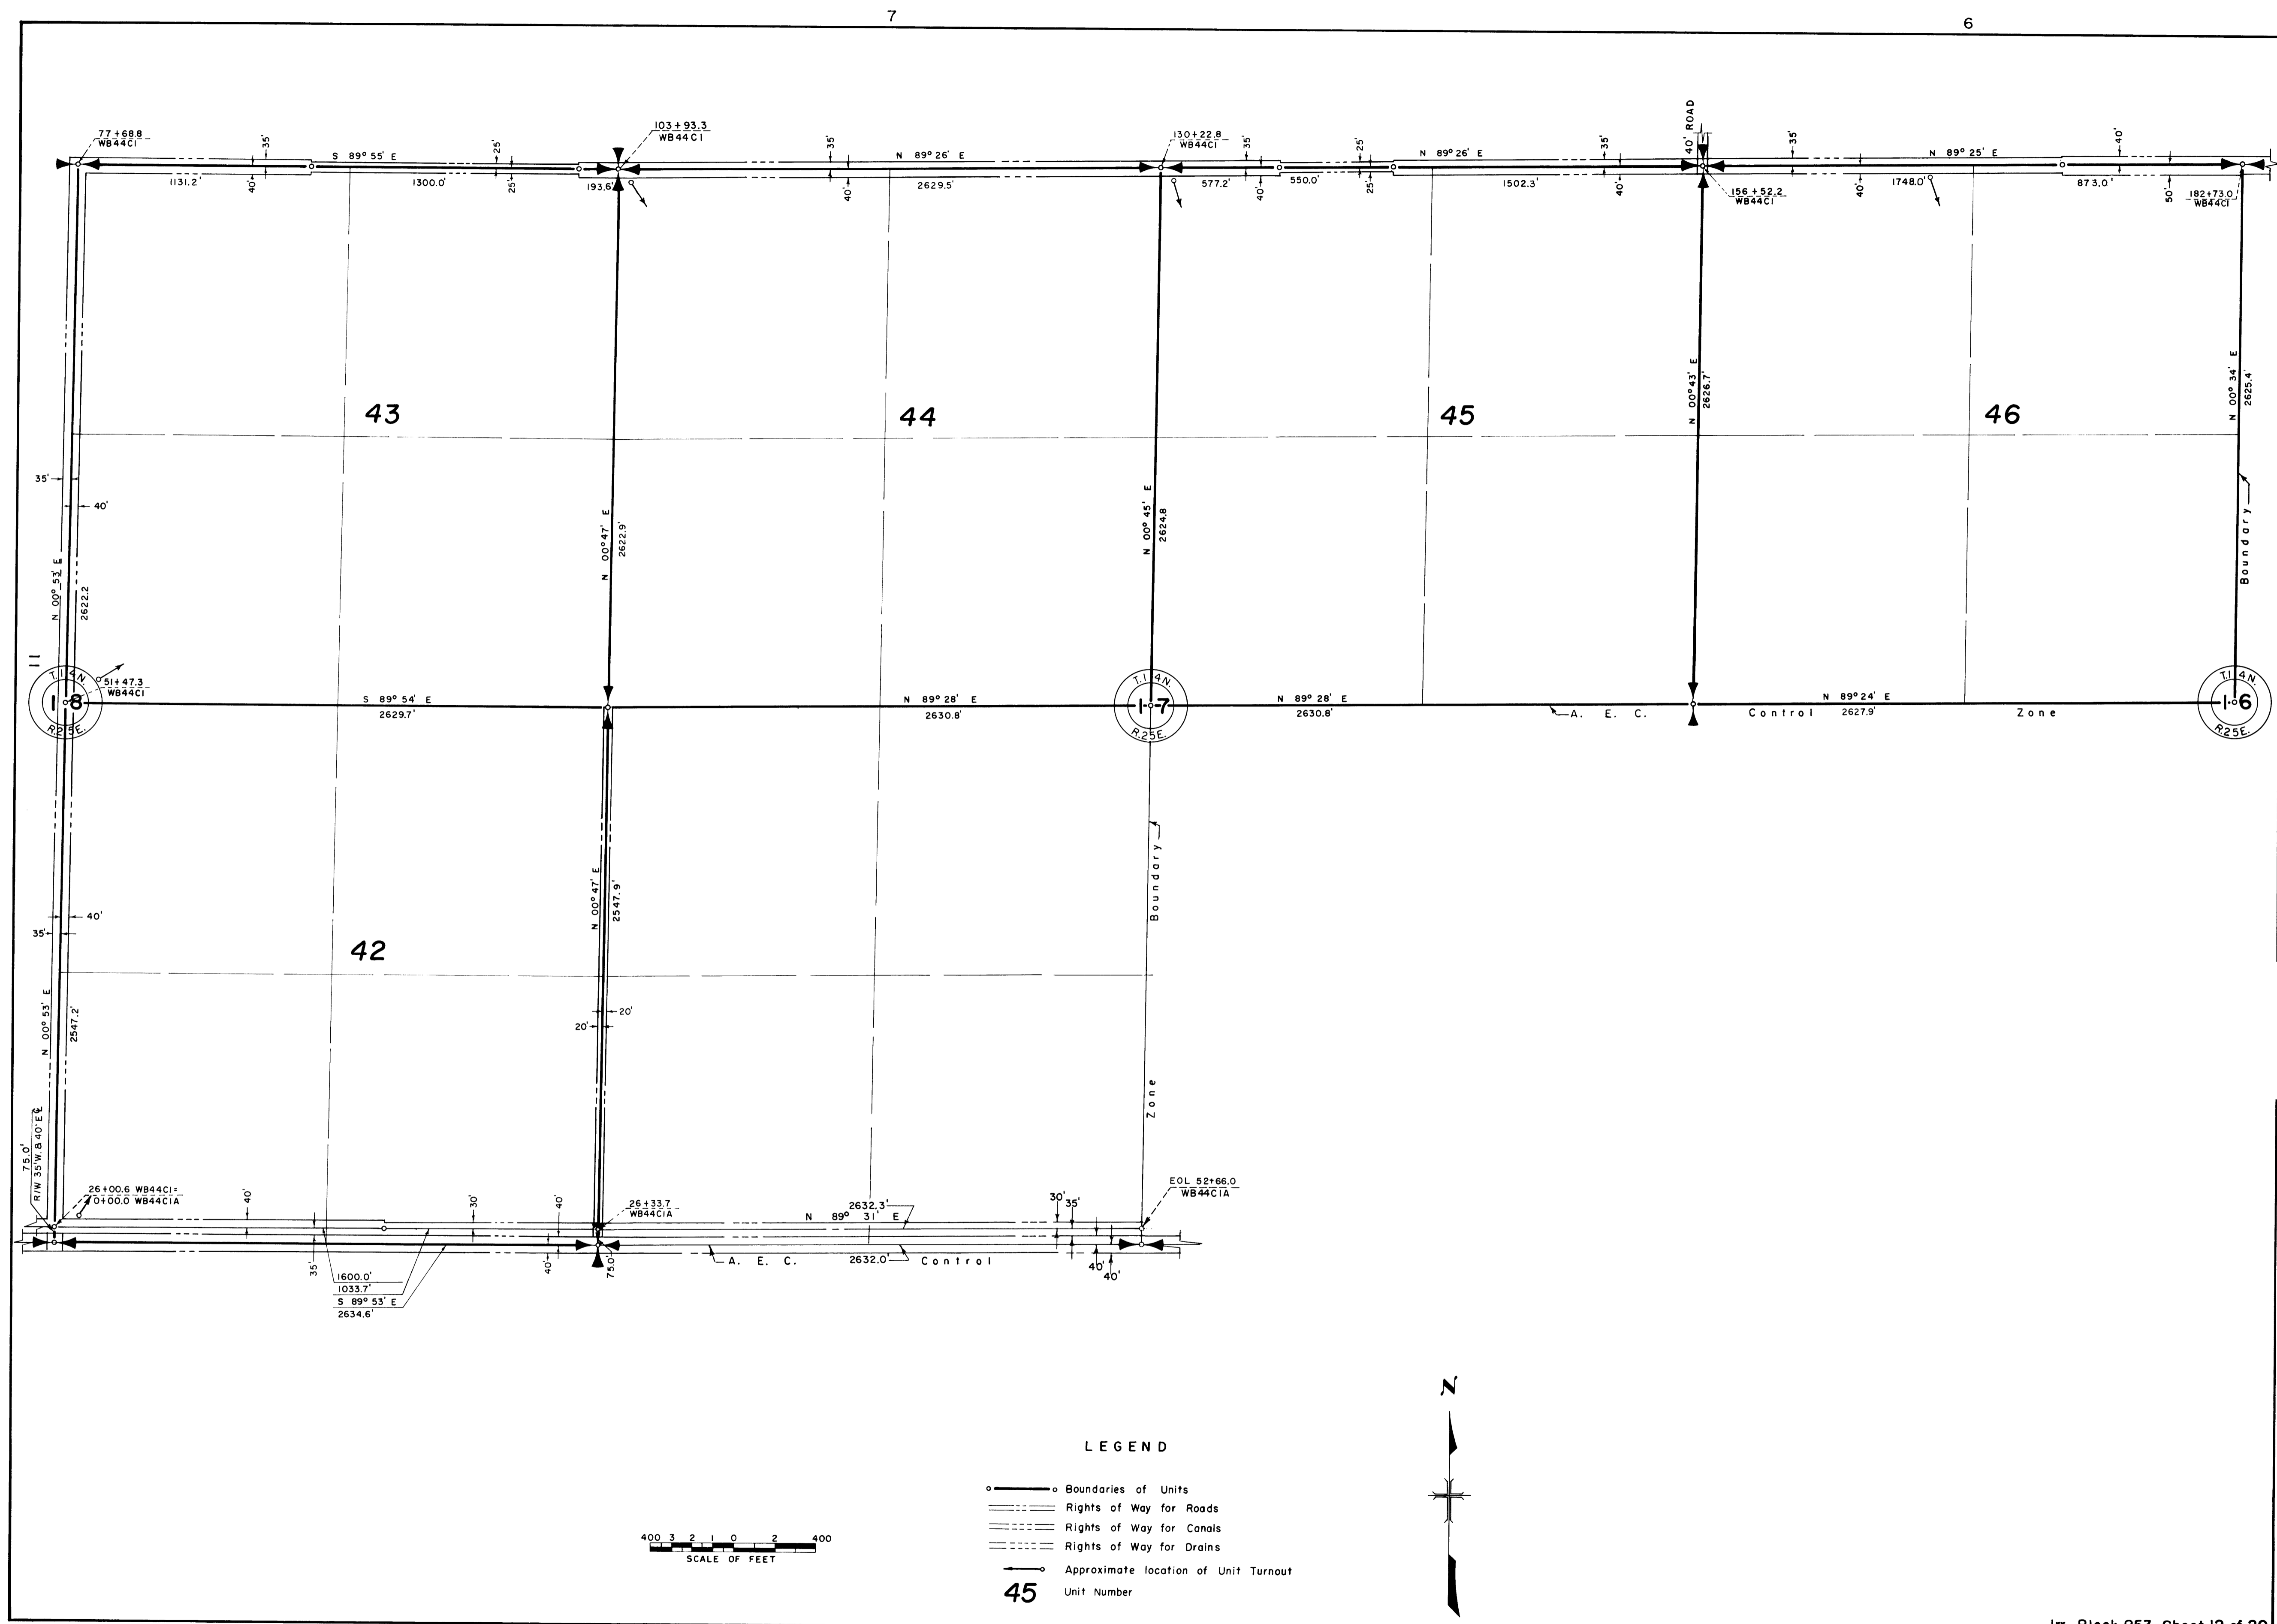 7
6
77+68.8
WB44C1
35'
S 89° 55' E
1131.2'
40'
1300.0'
25'
25'
193.6'
103+93.3
WB44C1
35'
N 89° 26' E
40'
2629.5'
130+22.8
WB44C1
35'
577.2'
40'
550.0'
25'
25'
N 89° 26' E
1502.3'
35'
40'
40' ROAD
156+52.2
WB44C1
35'
N 89° 25' E
40'
1748.0'
873.0'
40'
50'
182+73.0
WB44C1
43
44
45
46
35'
40'
N 00° 53' E
2622.2
N 00° 47' E
2622.9'
N 00° 45' E
2624.8
N 00° 43' E
2626.7'
N 00° 34' E
2625.4'
Boundary
T.14N.
18
R.25E.
51+47.3
WB44C1
S 89° 54' E
2629.7'
N 89° 28' E
2630.8'
T.14N.
17
R.25E.
N 89° 28' E
2630.8'
A. E. C. Control Zone
N 89° 24' E
2627.9'
T.14N.
16
R.25E.
42
40'
35'
N 00° 53' E
2547.2'
N 00° 47' E
2547.9'
20'
20'
Boundary
Zone
75.0'
R/W 35' W. & 40' E ℄
26+00.6 WB44C1=
0+00.0 WB44C1A
40'
30'
40'
26+33.7
WB44C1A
2632.3'
N 89° 31' E
30'
35'
EOL 52+66.0
WB44C1A
35'
40'
75.0'
A. E. C. Control
2632.0'
40'
40'
1600.0'
1033.7'
S 89° 53' E
2634.6'
N
LEGEND
Boundaries of Units
Rights of Way for Roads
Rights of Way for Canals
Rights of Way for Drains
Approximate location of Unit Turnout
45 Unit Number
400 3 2 1 0 2 400
SCALE OF FEET